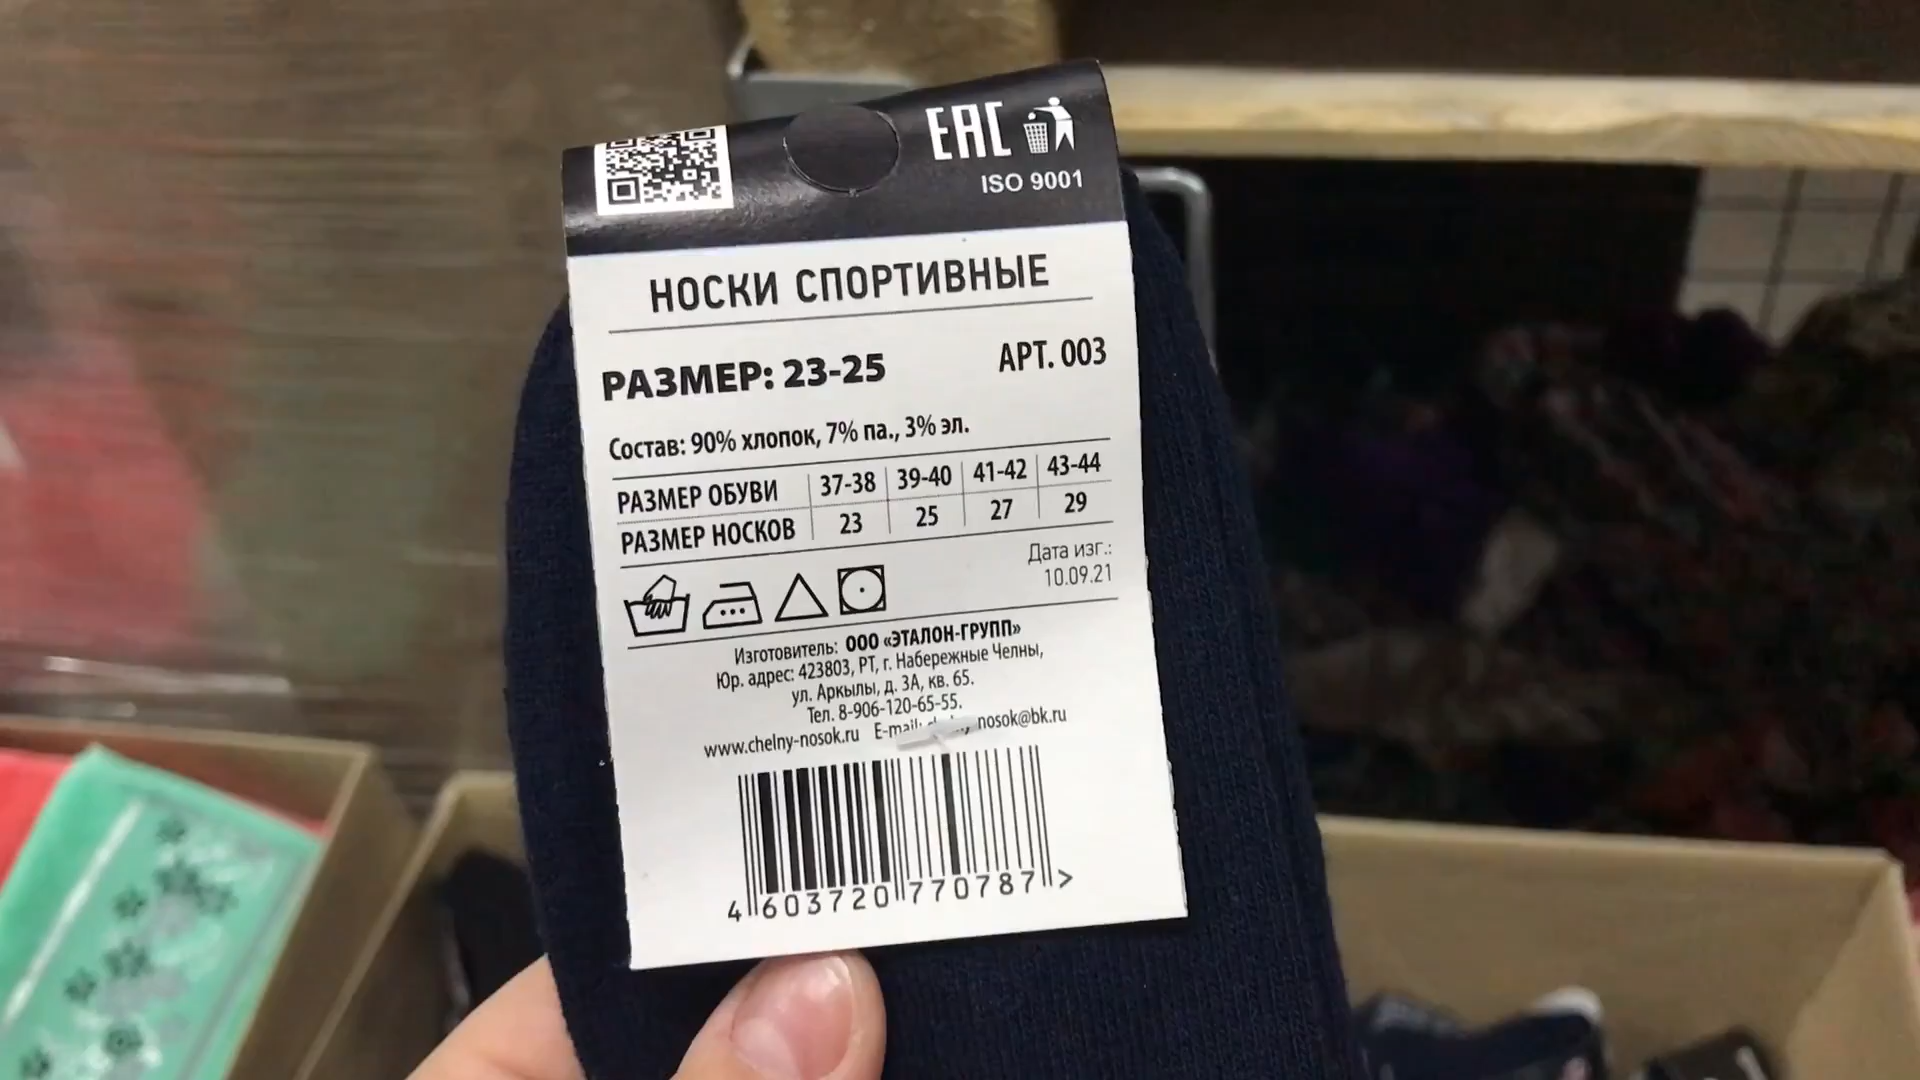 EAC
ISO 9001
НОСКИ СПОРТИВНЫЕ
РАЗМЕР: 23-25
АРТ. 003
Состав: 90% хлопок, 7% па., 3% эл.
РАЗМЕР ОБУВИ 37-38 39-40 41-42 43-44
РАЗМЕР НОСКОВ 23 25 27 29
Дата изг.:
10.09.21
Изготовитель: ООО «ЭТАЛОН-ГРУПП»
Юр. адрес: 423803, РТ, г. Набережные Челны,
ул. Аркылы, д. 3А, кв. 65.
Тел. 8-906-120-65-55.
www.chelny-nosok.ru E-mail: nosok@bk.ru
4 603720 770787 >